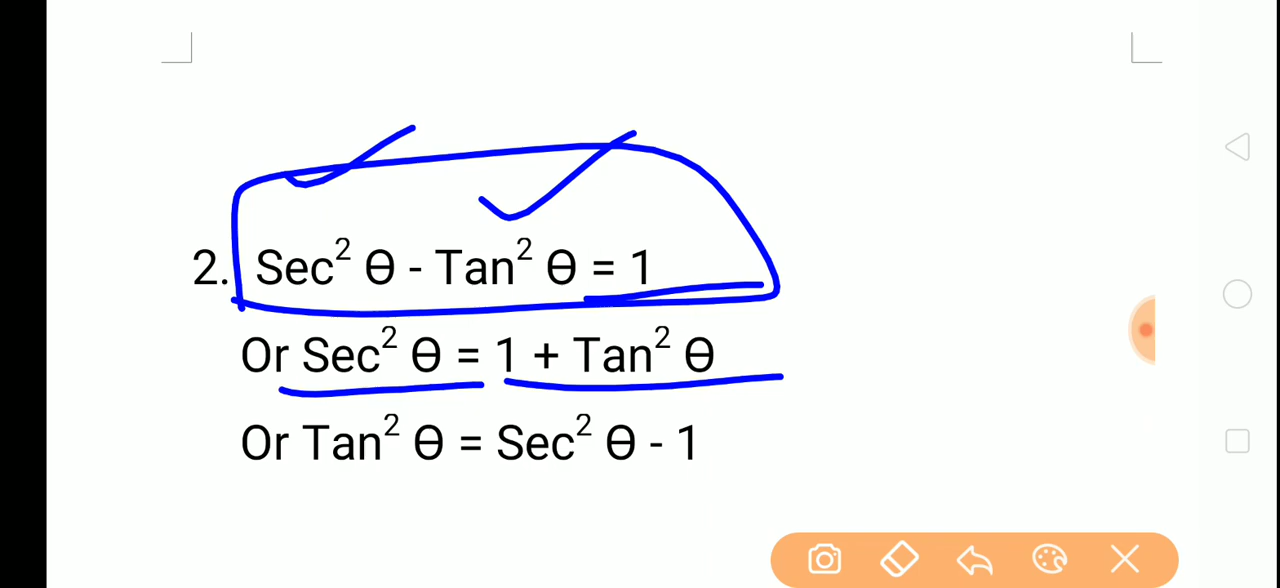 2. Sec² Ɵ - Tan² Ɵ = 1
Or Sec² Ɵ = 1 + Tan² Ɵ
Or Tan² Ɵ = Sec² Ɵ - 1